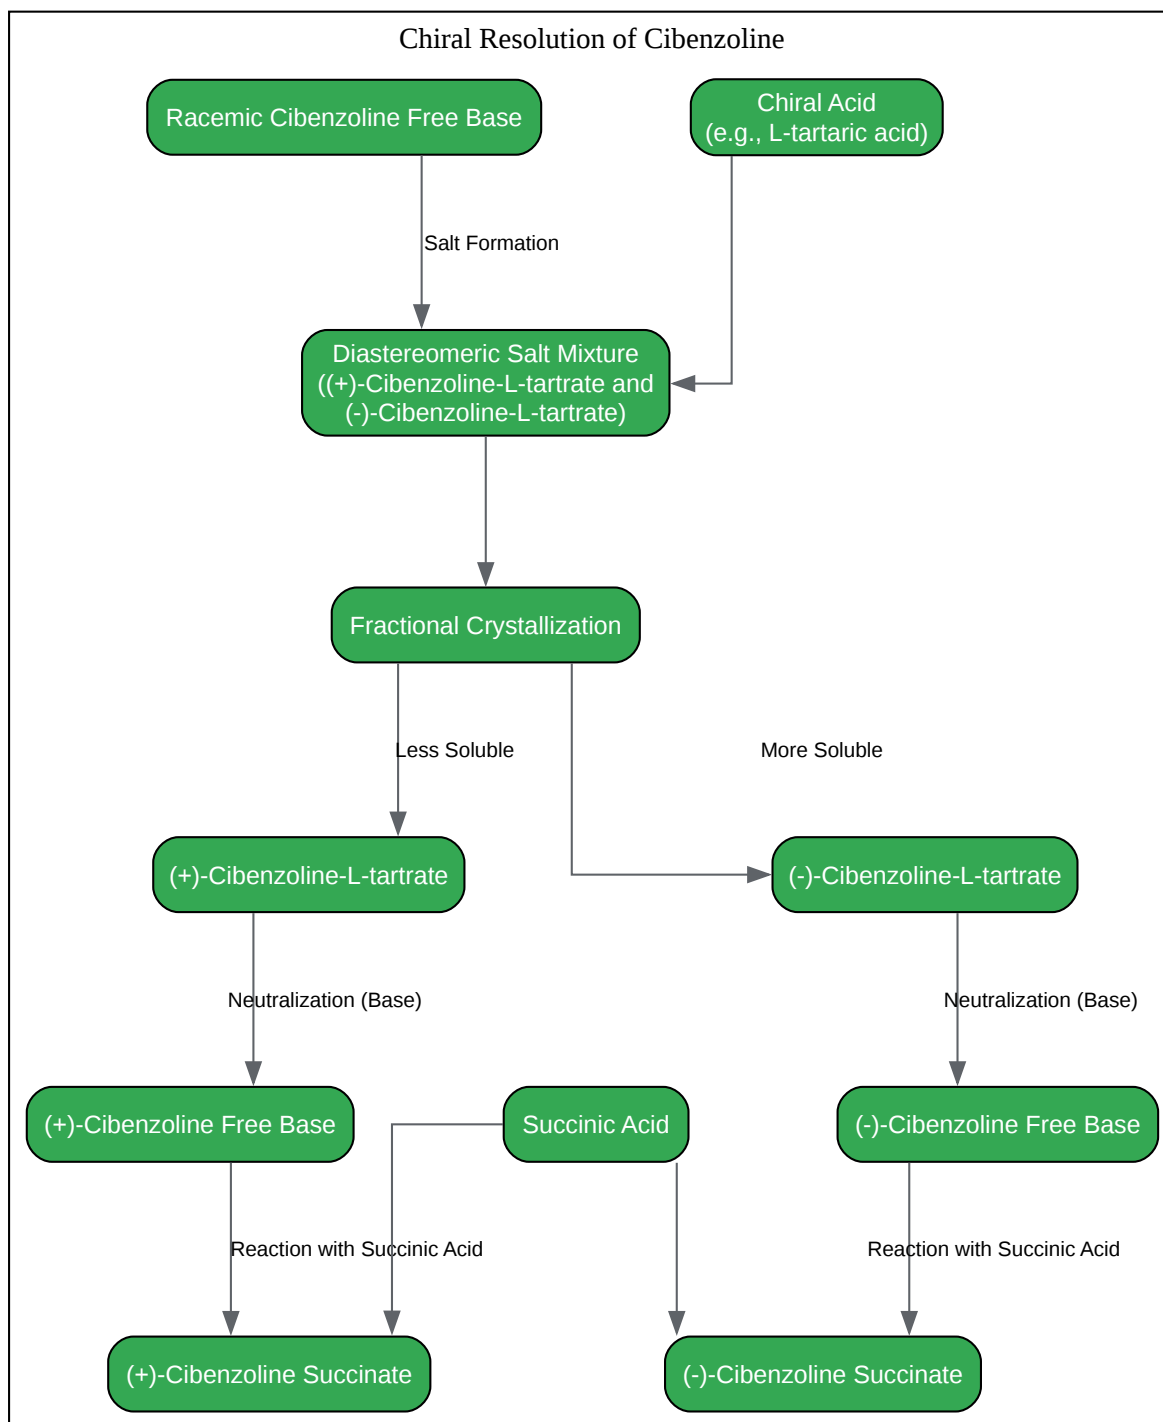 Chiral Resolution of Cibenzoline
Racemic Cibenzoline Free Base
Chiral Acid
(e.g., L-tartaric acid)
Salt Formation
Diastereomeric Salt Mixture
((+)-Cibenzoline-L-tartrate and
(-)-Cibenzoline-L-tartrate)
Fractional Crystallization
Less Soluble
More Soluble
(+)-Cibenzoline-L-tartrate
(-)-Cibenzoline-L-tartrate
Neutralization (Base)
Neutralization (Base)
(+)-Cibenzoline Free Base
Succinic Acid
(-)-Cibenzoline Free Base
Reaction with Succinic Acid
Reaction with Succinic Acid
(+)-Cibenzoline Succinate
(-)-Cibenzoline Succinate